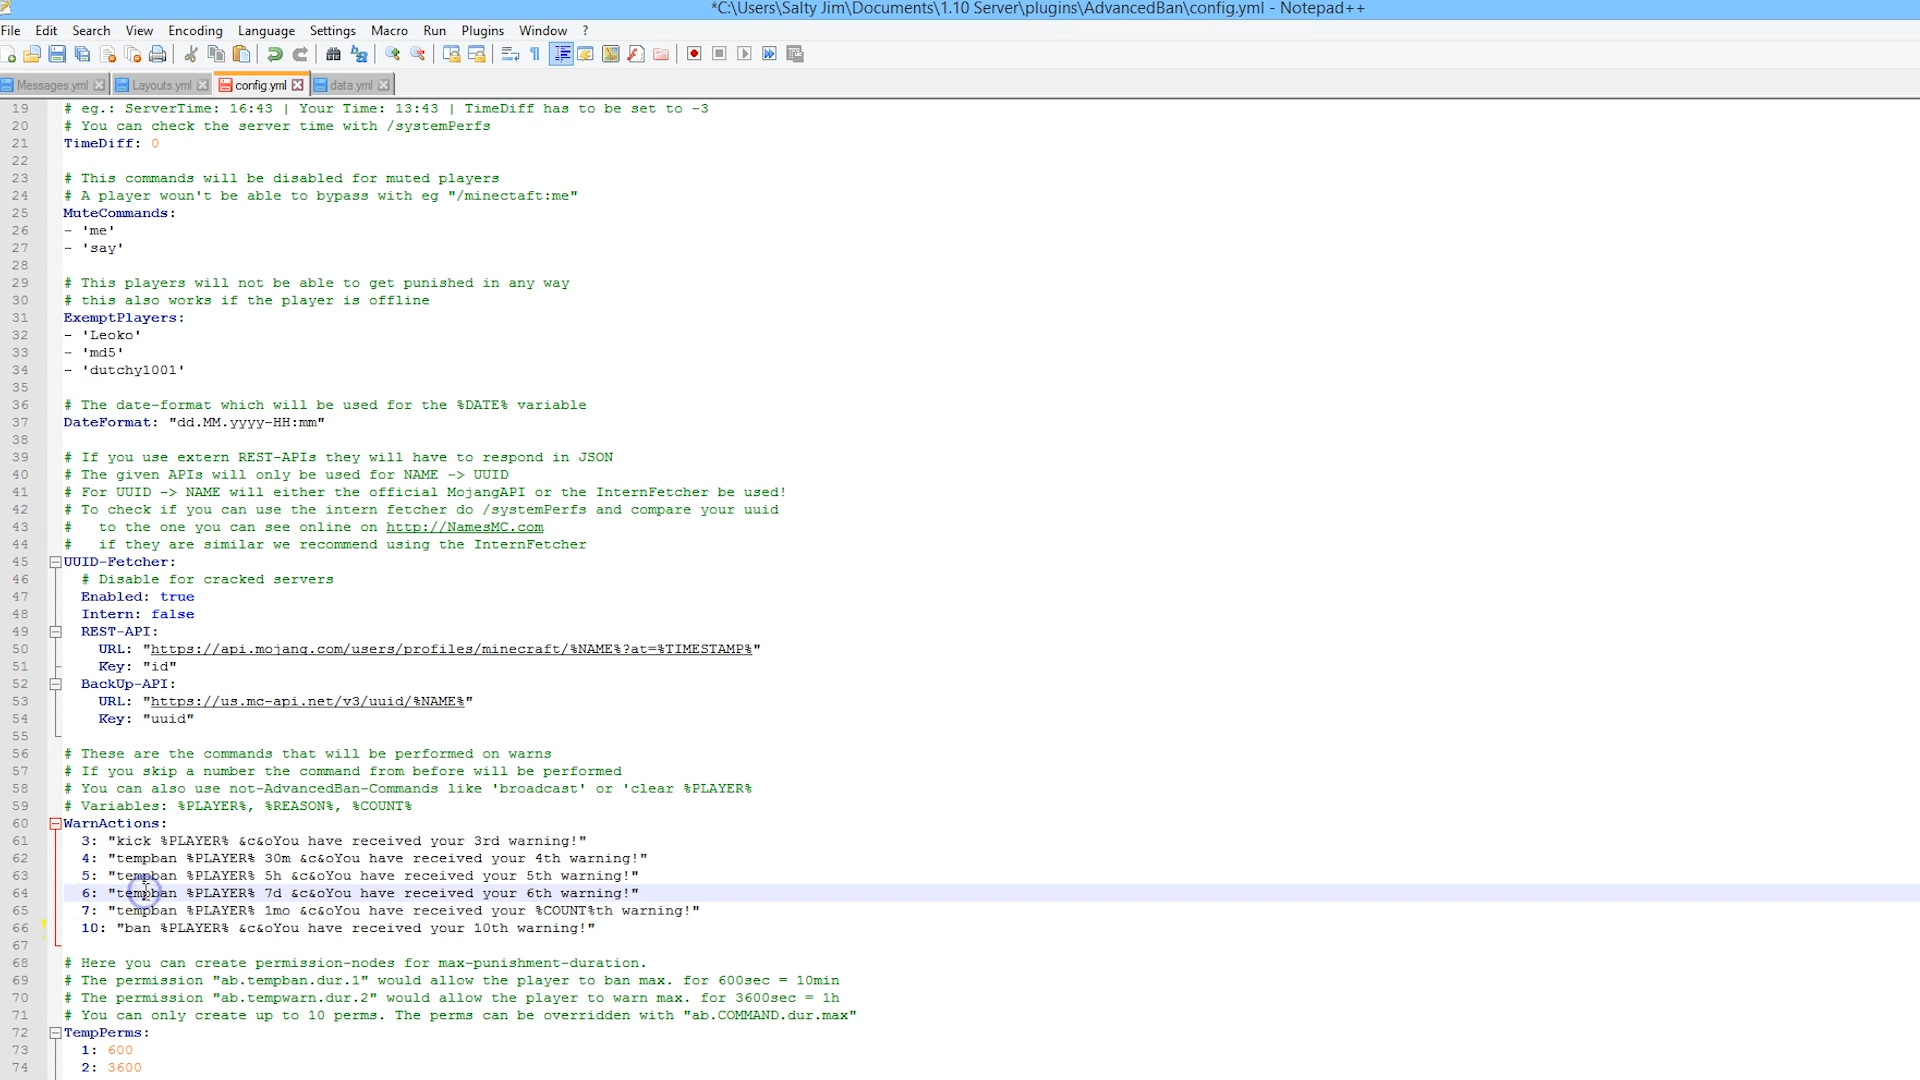 *C:\Users\Salty Jim\Documents\1.10 Server\plugins\AdvancedBan\config.yml - Notepad++
File Edit Search View Encoding Language Settings Macro Run Plugins Window ?
Messages.yml Layouts.yml config.yml data.yml
19 # eg.: ServerTime: 16:43 | Your Time: 13:43 | TimeDiff has to be set to -3
20 # You can check the server time with /systemPerfs
21 TimeDiff: 0
22
23 # This commands will be disabled for muted players
24 # A player woun't be able to bypass with eg "/minectaft:me"
25 MuteCommands:
26 - 'me'
27 - 'say'
28
29 # This players will not be able to get punished in any way
30 # this also works if the player is offline
31 ExemptPlayers:
32 - 'Leoko'
33 - 'md5'
34 - 'dutchy1001'
35
36 # The date-format which will be used for the %DATE% variable
37 DateFormat: "dd.MM.yyyy-HH:mm"
38
39 # If you use extern REST-APIs they will have to respond in JSON
40 # The given APIs will only be used for NAME -> UUID
41 # For UUID -> NAME will either the official MojangAPI or the InternFetcher be used!
42 # To check if you can use the intern fetcher do /systemPerfs and compare your uuid
43 # to the one you can see online on http://NamesMC.com
44 # if they are similar we recommend using the InternFetcher
45 UUID-Fetcher:
46 # Disable for cracked servers
47 Enabled: true
48 Intern: false
49 REST-API:
50 URL: "https://api.mojang.com/users/profiles/minecraft/%NAME%?at=%TIMESTAMP%"
51 Key: "id"
52 BackUp-API:
53 URL: "https://us.mc-api.net/v3/uuid/%NAME%"
54 Key: "uuid"
55
56 # These are the commands that will be performed on warns
57 # If you skip a number the command from before will be performed
58 # You can also use not-AdvancedBan-Commands like 'broadcast' or 'clear %PLAYER%
59 # Variables: %PLAYER%, %REASON%, %COUNT%
60 WarnActions:
61 3: "kick %PLAYER% &c&oYou have received your 3rd warning!"
62 4: "tempban %PLAYER% 30m &c&oYou have received your 4th warning!"
63 5: "tempban %PLAYER% 5h &c&oYou have received your 5th warning!"
64 6: "tempban %PLAYER% 7d &c&oYou have received your 6th warning!"
65 7: "tempban %PLAYER% 1mo &c&oYou have received your %COUNT%th warning!"
66 10: "ban %PLAYER% &c&oYou have received your 10th warning!"
67
68 # Here you can create permission-nodes for max-punishment-duration.
69 # The permission "ab.tempban.dur.1" would allow the player to ban max. for 600sec = 10min
70 # The permission "ab.tempwarn.dur.2" would allow the player to warn max. for 3600sec = 1h
71 # You can only create up to 10 perms. The perms can be overridden with "ab.COMMAND.dur.max"
72 TempPerms:
73 1: 600
74 2: 3600